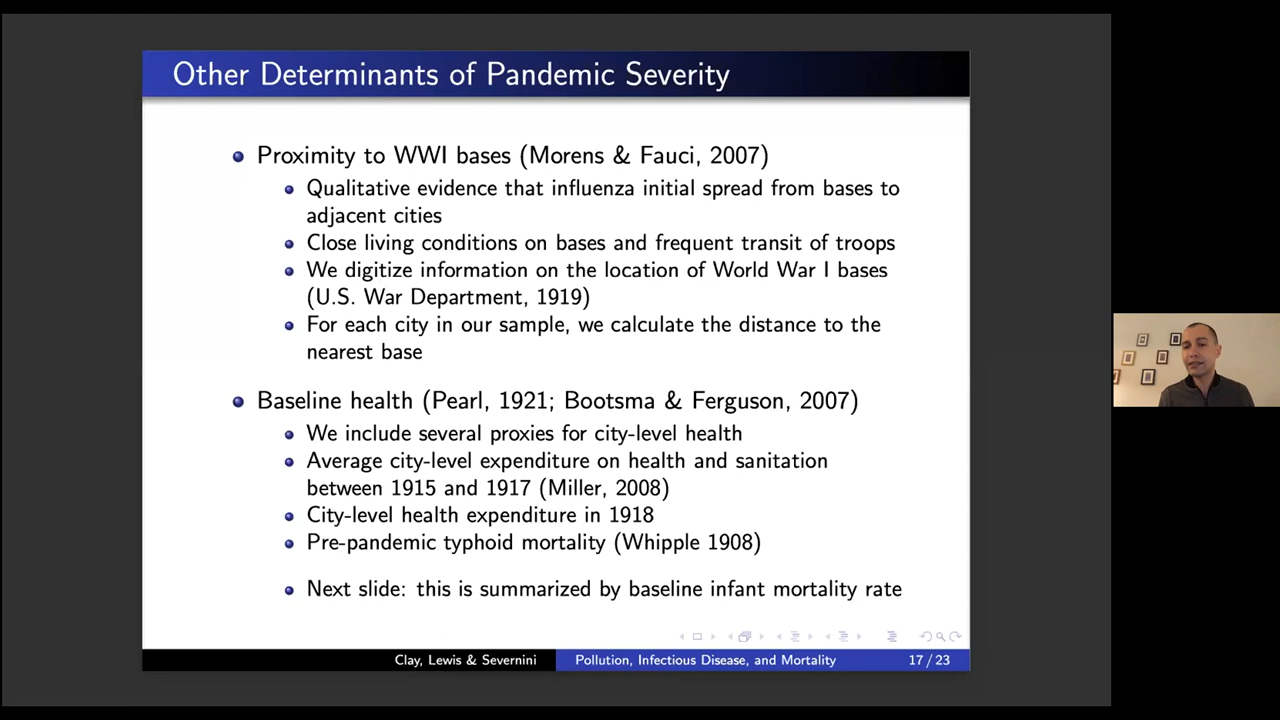 Other Determinants of Pandemic Severity
Proximity to WWI bases (Morens & Fauci, 2007)
Qualitative evidence that influenza initial spread from bases to
adjacent cities
Close living conditions on bases and frequent transit of troops
We digitize information on the location of World War I bases
(U.S. War Department, 1919)
For each city in our sample, we calculate the distance to the
nearest base
Baseline health (Pearl, 1921; Bootsma & Ferguson, 2007)
We include several proxies for city-level health
Average city-level expenditure on health and sanitation
between 1915 and 1917 (Miller, 2008)
City-level health expenditure in 1918
Pre-pandemic typhoid mortality (Whipple 1908)
Next slide: this is summarized by baseline infant mortality rate
Clay, Lewis & Severnini
Pollution, Infectious Disease, and Mortality
17 / 23